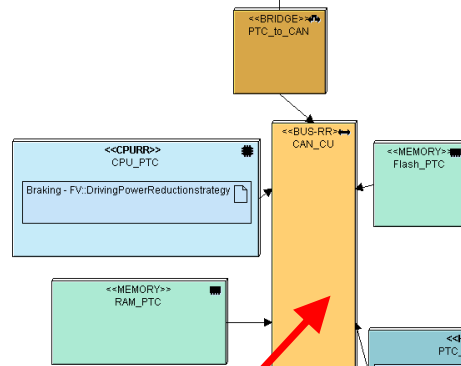 <<BRIDGE>>
PTC_to_CAN
<<BUS-RR>>
CAN_CU
<<CPURR>>
CPU_PTC
Braking - FV::DrivingPowerReductionstrategy
<<MEMORY>>
Flash_PTC
<<MEMORY>>
RAM_PTC
PTC_